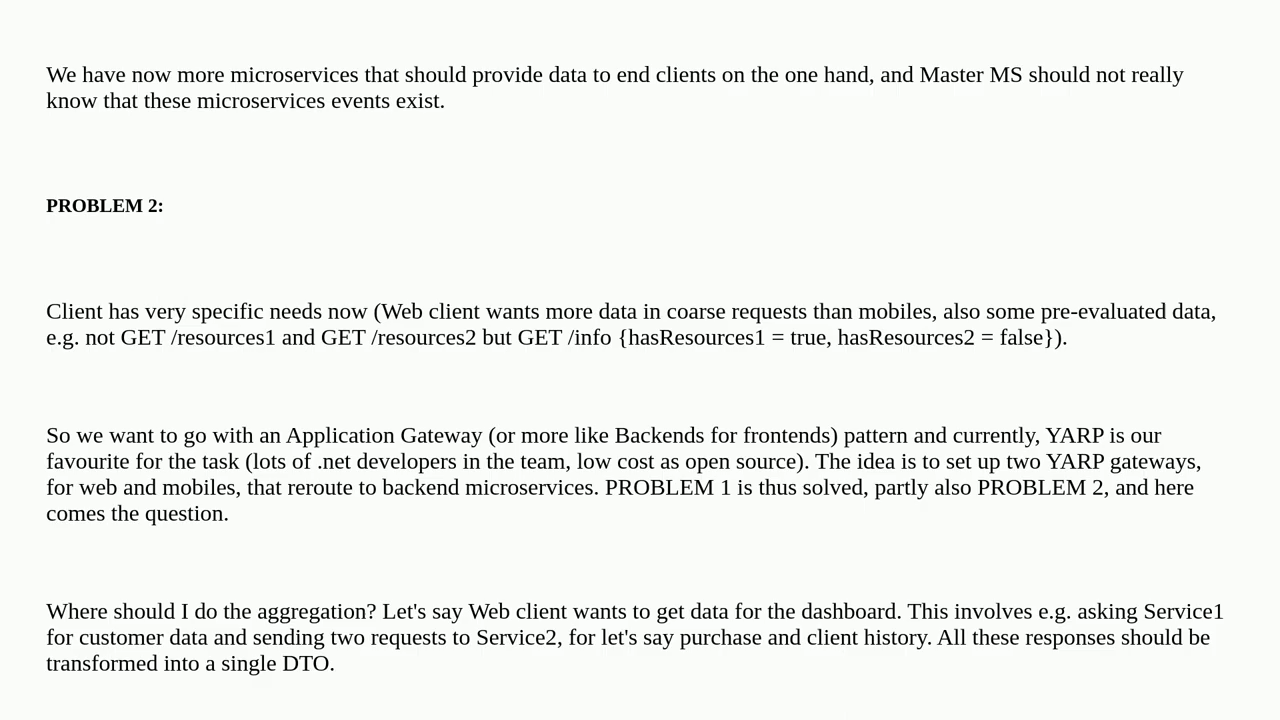 We have now more microservices that should provide data to end clients on the one hand, and Master MS should not really
know that these microservices events exist.
PROBLEM 2:
Client has very specific needs now (Web client wants more data in coarse requests than mobiles, also some pre-evaluated data,
e.g. not GET /resources1 and GET /resources2 but GET /info {hasResources1 = true, hasResources2 = false}).
So we want to go with an Application Gateway (or more like Backends for frontends) pattern and currently, YARP is our
favourite for the task (lots of .net developers in the team, low cost as open source). The idea is to set up two YARP gateways,
for web and mobiles, that reroute to backend microservices. PROBLEM 1 is thus solved, partly also PROBLEM 2, and here
comes the question.
Where should I do the aggregation? Let's say Web client wants to get data for the dashboard. This involves e.g. asking Service1
for customer data and sending two requests to Service2, for let's say purchase and client history. All these responses should be
transformed into a single DTO.